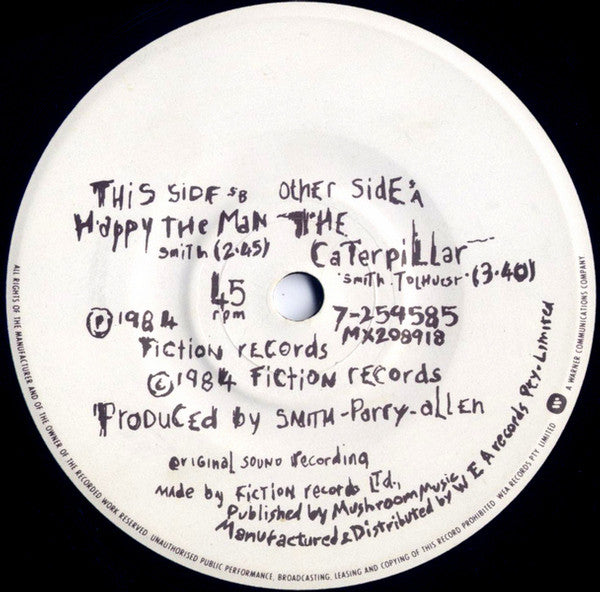 THIS SIDE: SB OTHER SIDE: SA
HAPPY THE MAN THE
CATERPILLAR
SMITH (2.45) SMITH. TOLHURST. (3.40)
45
rpm
7-259585
MX208918
Ⓟ 1984
FICTION RECORDS
© 1984 FICTION RECORDS
PRODUCED by SMITH-PARRY-ALLEN
ORIGINAL SOUND RECORDING
MADE by FICTION RECORDS LTD.,
Published by Mushroom Music
Manufactured & Distributed by W E A records PTY. LIMITED
ALL RIGHTS OF THE MANUFACTURER AND OF THE OWNER OF THE RECORDED WORK RESERVED. UNAUTHORISED PUBLIC PERFORMANCE, BROADCASTING, LEASING AND COPYING OF THIS RECORD PROHIBITED. WEA RECORDS PTY LIMITED
A WARNER COMMUNICATIONS COMPANY.